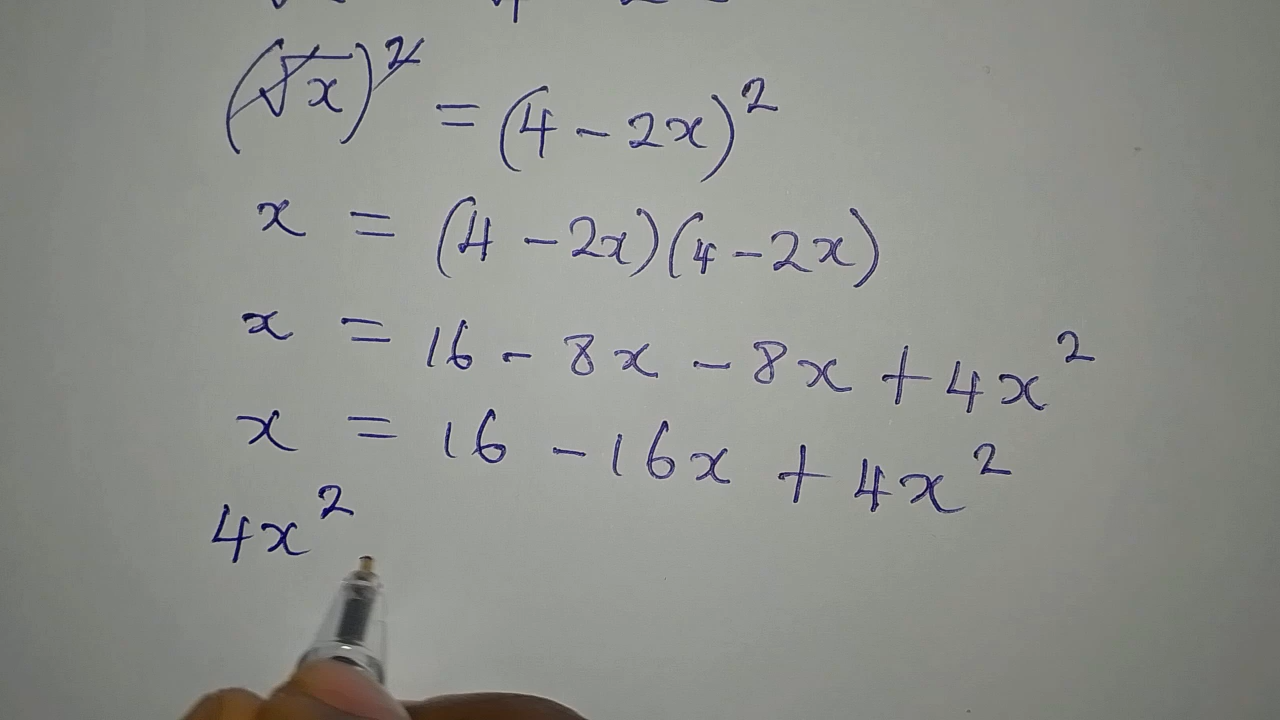 (√x)² = (4 - 2x)²
x = (4 - 2x)(4 - 2x)
x = 16 - 8x - 8x + 4x²
x = 16 - 16x + 4x²
4x²